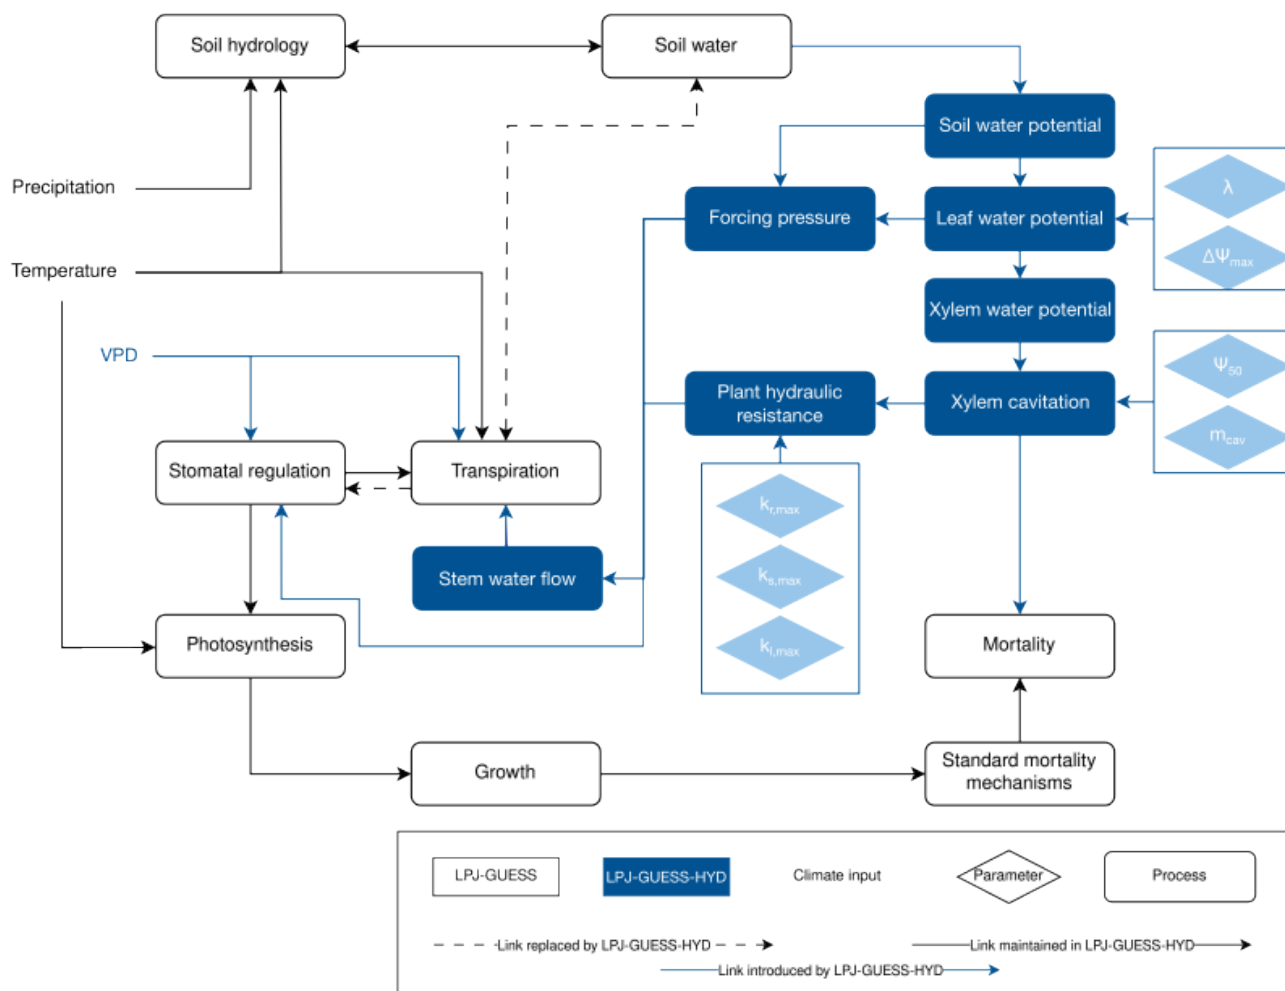 Soil hydrology
Soil water
Soil water potential
Precipitation
Forcing pressure
Leaf water potential
λ
ΔΨmax
Temperature
Xylem water potential
VPD
Plant hydraulic
resistance
Xylem cavitation
Ψ50
mcav
Stomatal regulation
Transpiration
kr,max
Stem water flow
ks,max
Photosynthesis
kl,max
Mortality
Growth
Standard mortality
mechanisms
LPJ-GUESS
LPJ-GUESS-HYD
Climate input
Parameter
Process
Link replaced by LPJ-GUESS-HYD
Link maintained in LPJ-GUESS-HYD
Link introduced by LPJ-GUESS-HYD